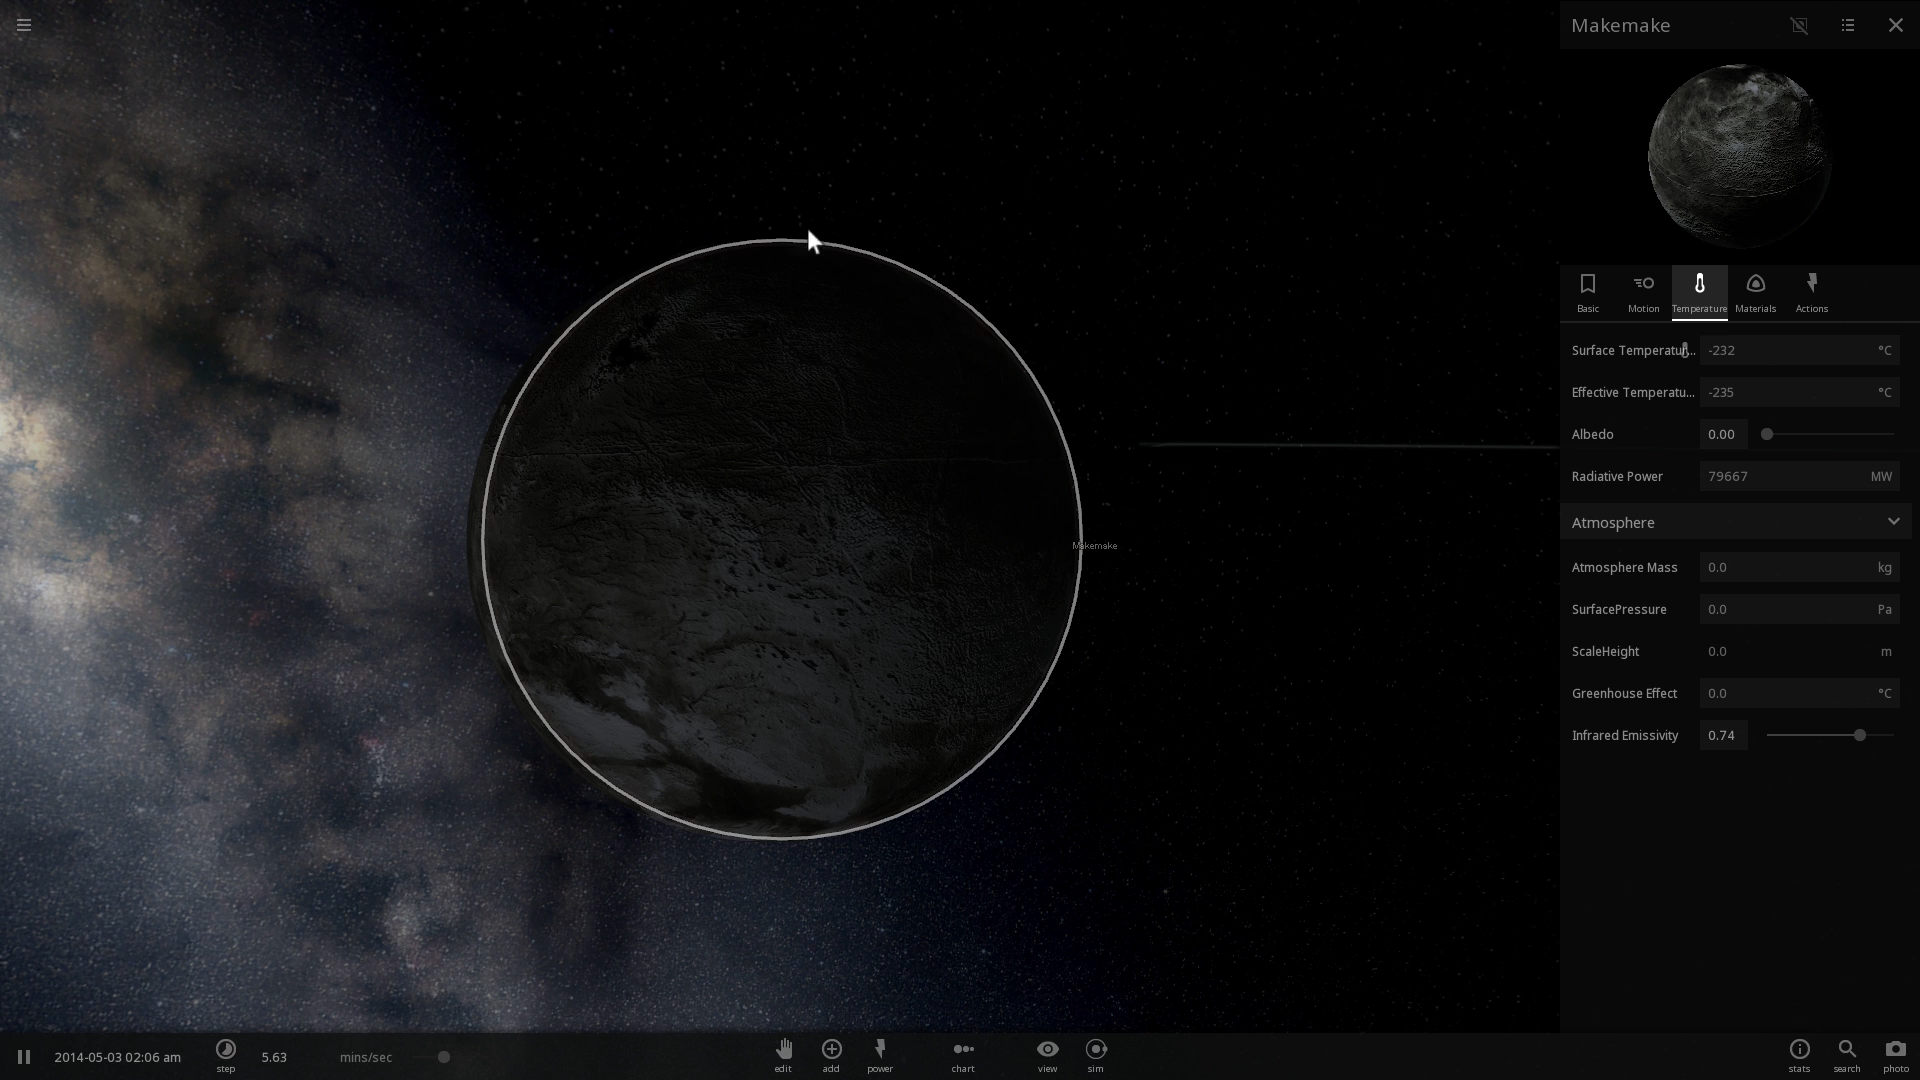 Makemake
Basic
Motion
Temperature
Materials
Actions
Surface Temperatur... -232 °C
Effective Temperatu... -235 °C
Albedo 0.00
Radiative Power 79667 MW
Atmosphere
Makemake
Atmosphere Mass 0.0 kg
SurfacePressure 0.0 Pa
ScaleHeight 0.0 m
Greenhouse Effect 0.0 °C
Infrared Emissivity 0.74
2014-05-03 02:06 am
step
5.63 mins/sec
edit
add
power
chart
view
sim
stats
search
photo